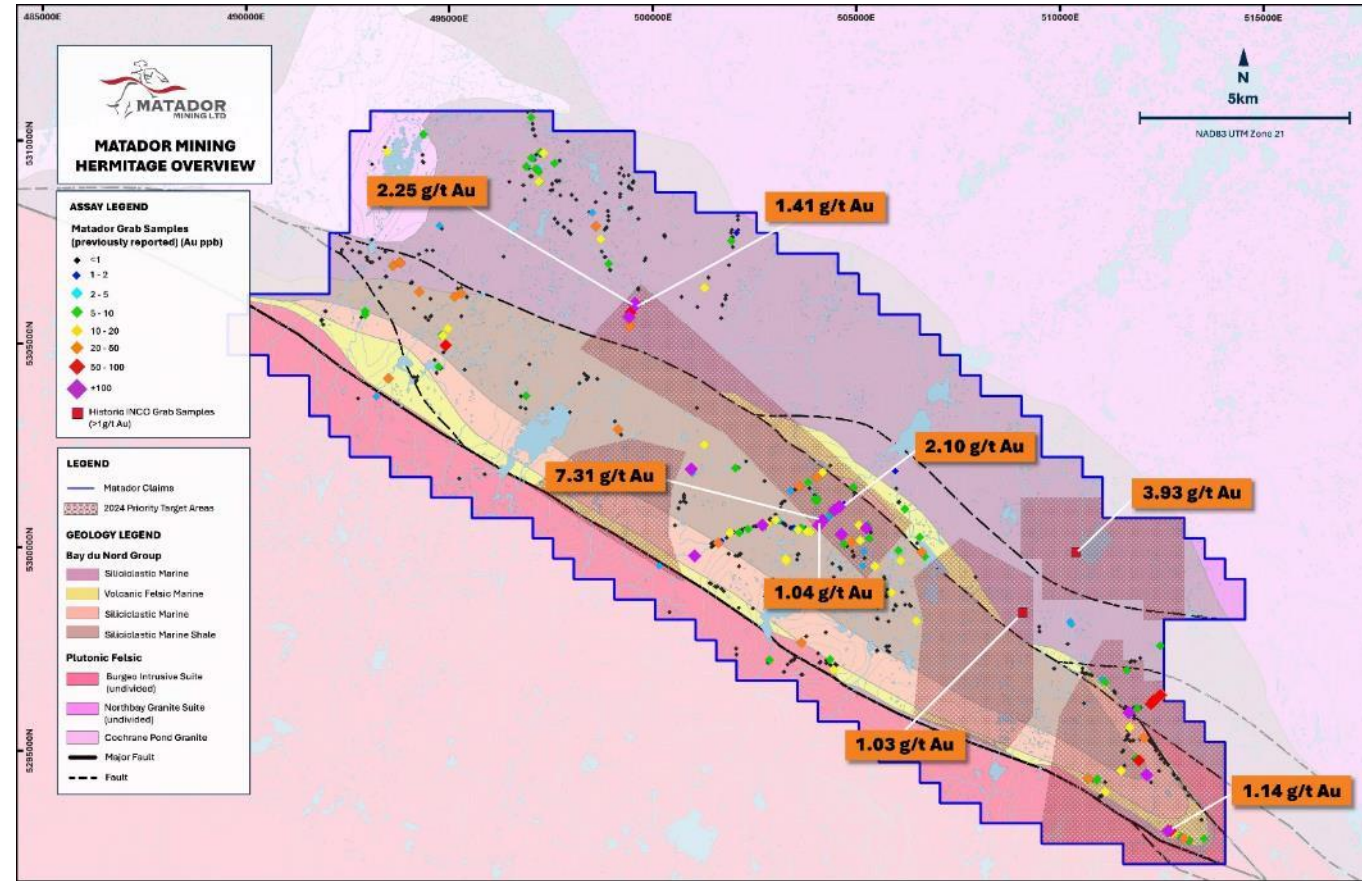 485000E
490000E
495000E
500000E
505000E
510000E
515000E
5310000N
5305000N
5300000N
5295000N
MATADOR
MINING LTD
MATADOR MINING
HERMITAGE OVERVIEW
ASSAY LEGEND
Matador Grab Samples
(previously reported) (Au ppb)
<1
1 - 2
2 - 5
5 - 10
10 - 20
20 - 50
50 - 100
+100
Historic INCO Grab Samples
(>1g/t Au)
LEGEND
Matador Claims
2024 Priority Target Areas
GEOLOGY LEGEND
Bay du Nord Group
Siliciclastic Marine
Volcanic Felsic Marine
Siliciclastic Marine
Siliciclastic Marine Shale
Plutonic Felsic
Burgeo Intrusive Suite
(undivided)
Northbay Granite Suite
(undivided)
Cochrane Pond Granite
Major Fault
Fault
N
5km
NAD83 UTM Zone 21
2.25 g/t Au
1.41 g/t Au
2.10 g/t Au
7.31 g/t Au
3.93 g/t Au
1.04 g/t Au
1.03 g/t Au
1.14 g/t Au